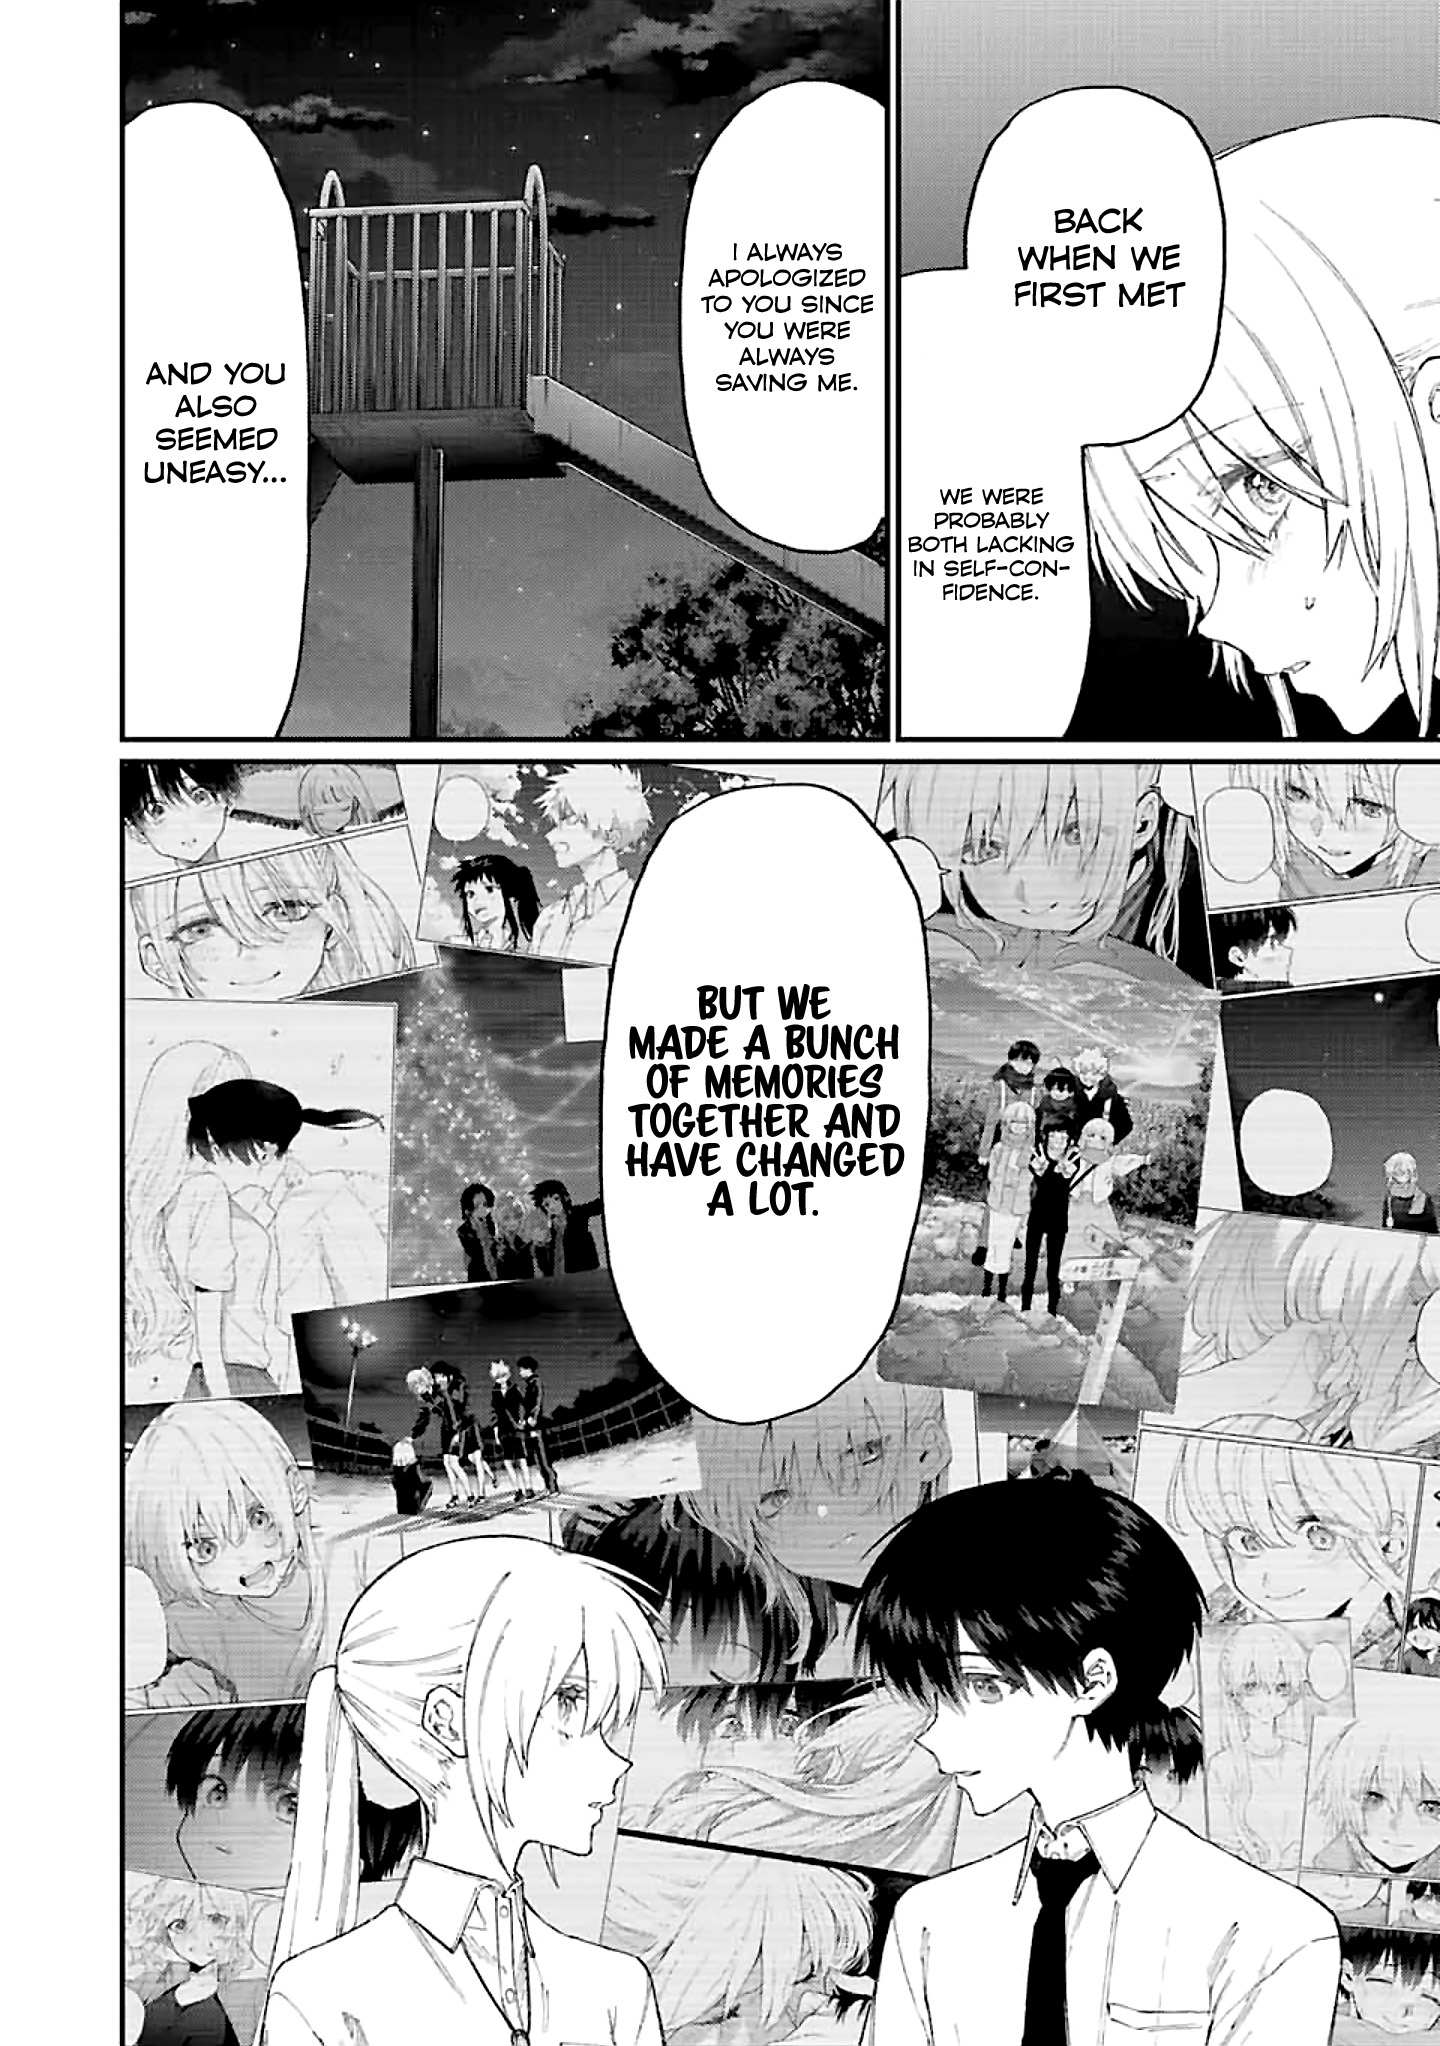 BACK
WHEN WE
FIRST MET
WE WERE
PROBABLY
BOTH LACKING
IN SELF-CON-
FIDENCE.
I ALWAYS
APOLOGIZED
TO YOU SINCE
YOU WERE
ALWAYS
SAVING ME.
AND YOU
ALSO
SEEMED
UNEASY...
BUT WE
MADE A BUNCH
OF MEMORIES
TOGETHER AND
HAVE CHANGED
A LOT.